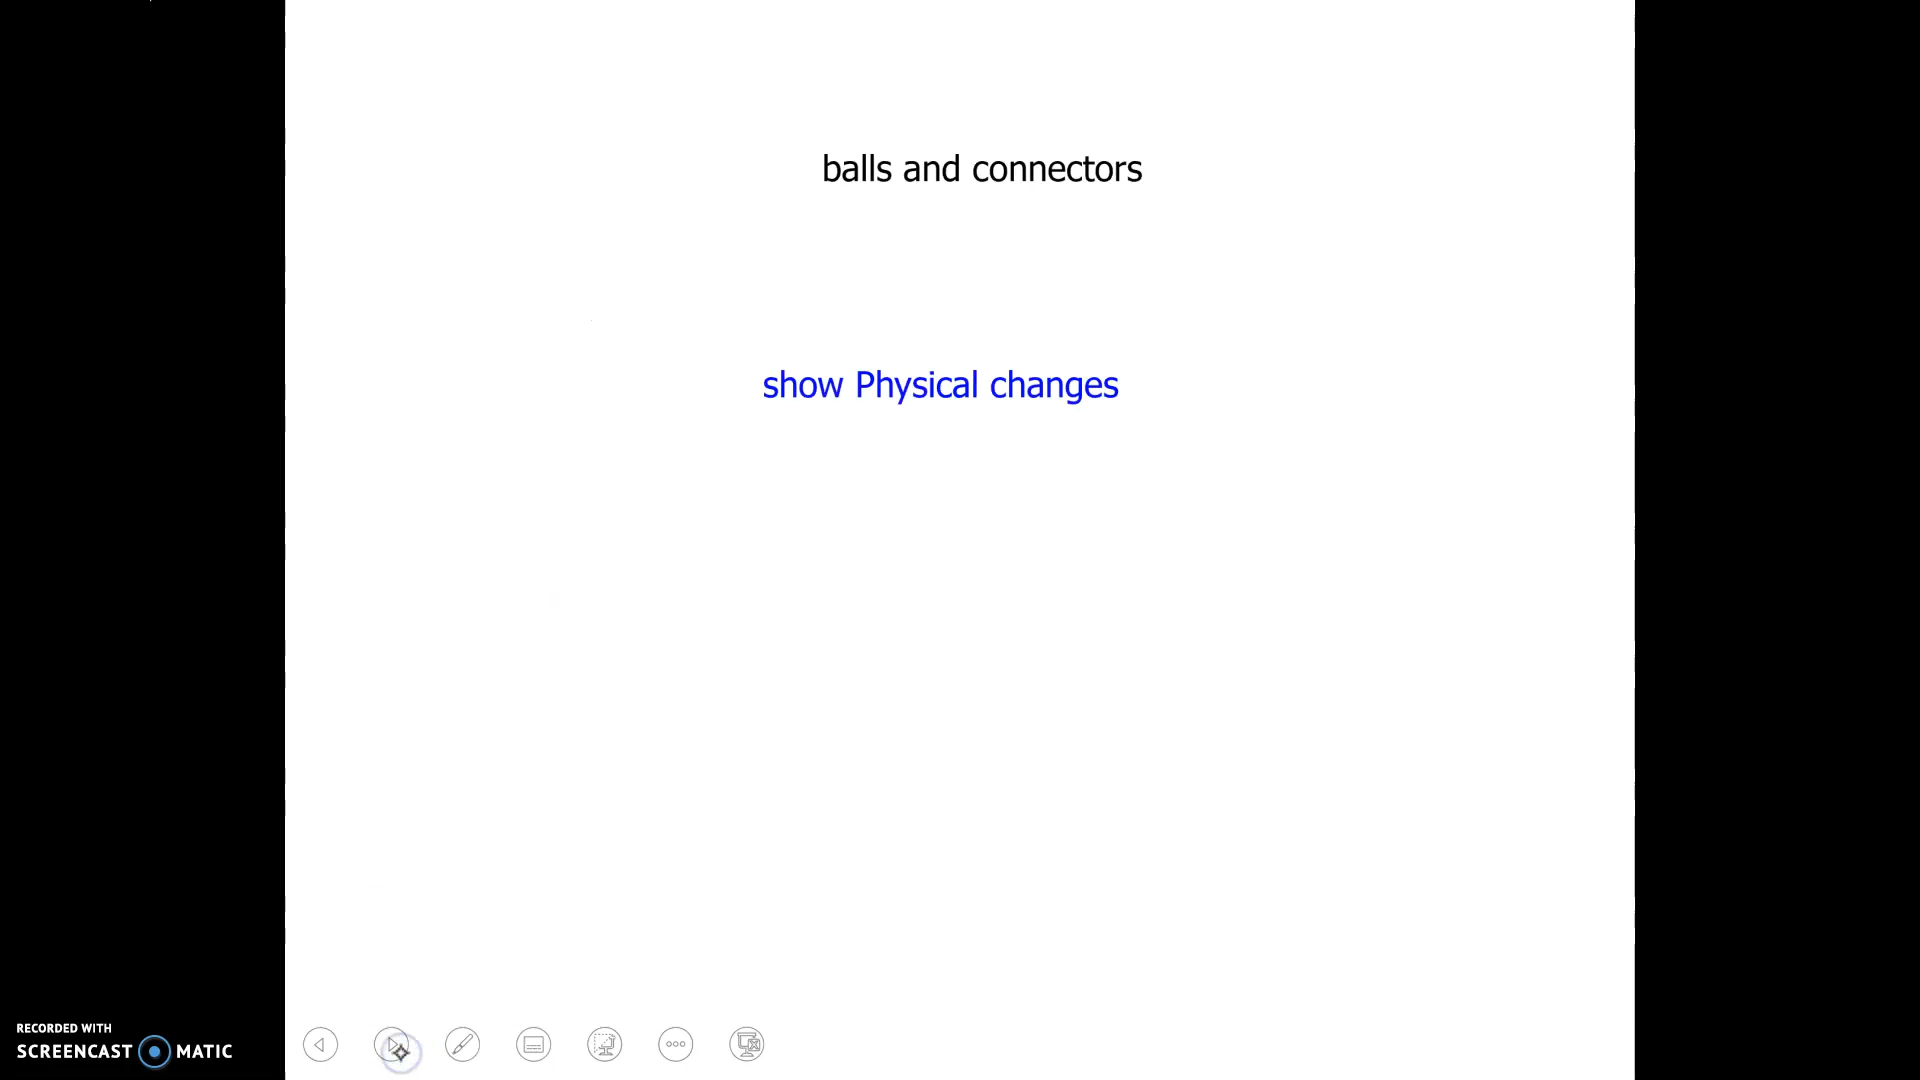 balls and connectors
show Physical changes
RECORDED WITH
SCREENCAST MATIC